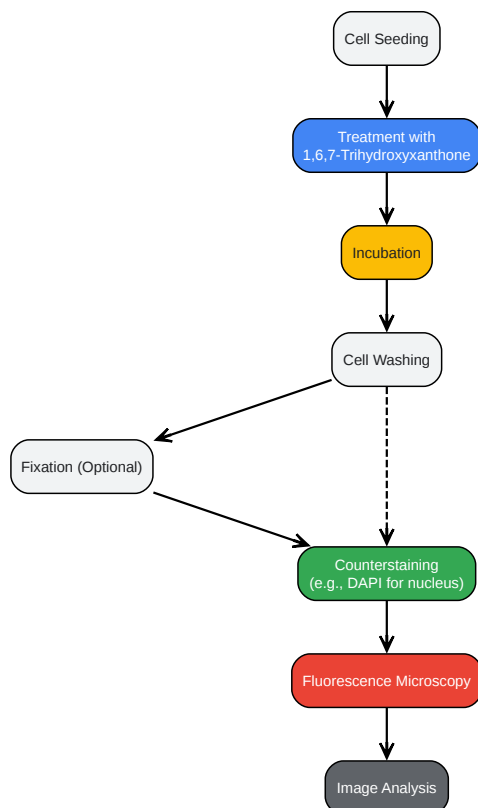 Cell Seeding
Treatment with
1,6,7-Trihydroxyxanthone
Incubation
Cell Washing
Fixation (Optional)
Counterstaining
(e.g., DAPI for nucleus)
Fluorescence Microscopy
Image Analysis